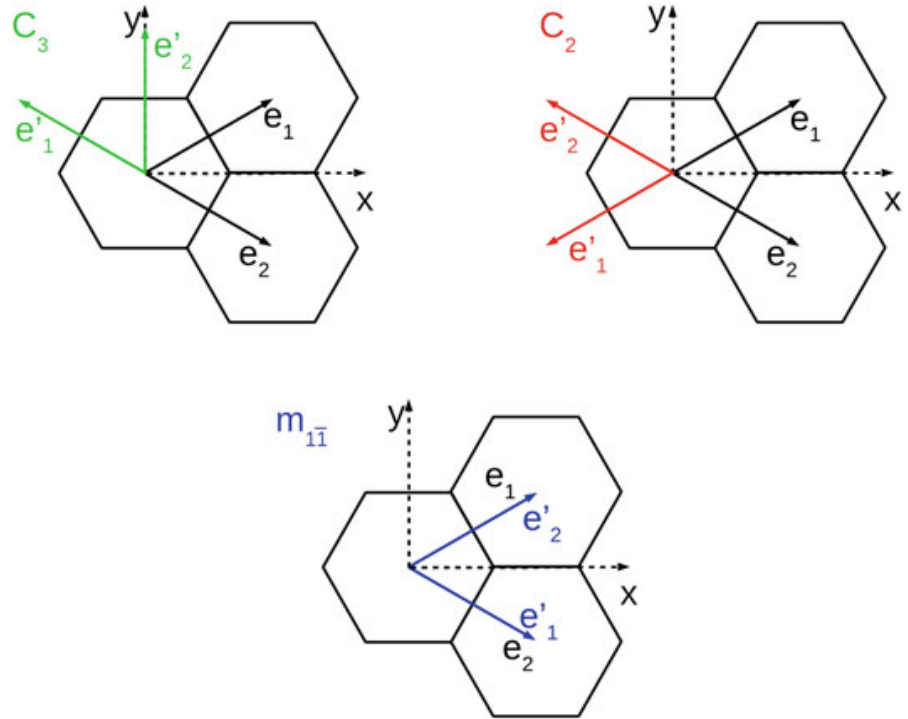 C₃
y
e'₂
e'₁
e₁
x
e₂
C₂
y
e'₂
e₁
x
e'₁
e₂
m₁1̄
y
e₁
e'₂
x
e'₁
e₂